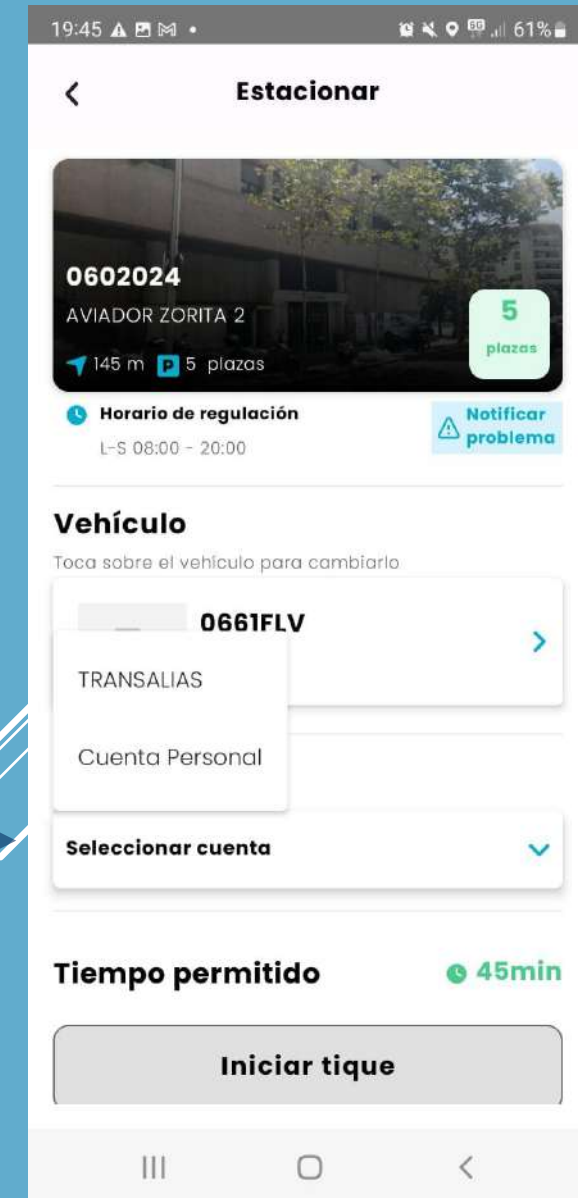 19:45
5G
61%
Estacionar
0602024
AVIADOR ZORITA 2
145 m P 5 plazas
5
plazas
Horario de regulación
L-S 08:00 - 20:00
Notificar
problema
Vehículo
Toca sobre el vehículo para cambiarlo
0661FLV
TRANSALIAS
Cuenta Personal
Seleccionar cuenta
Tiempo permitido
45min
Iniciar tique